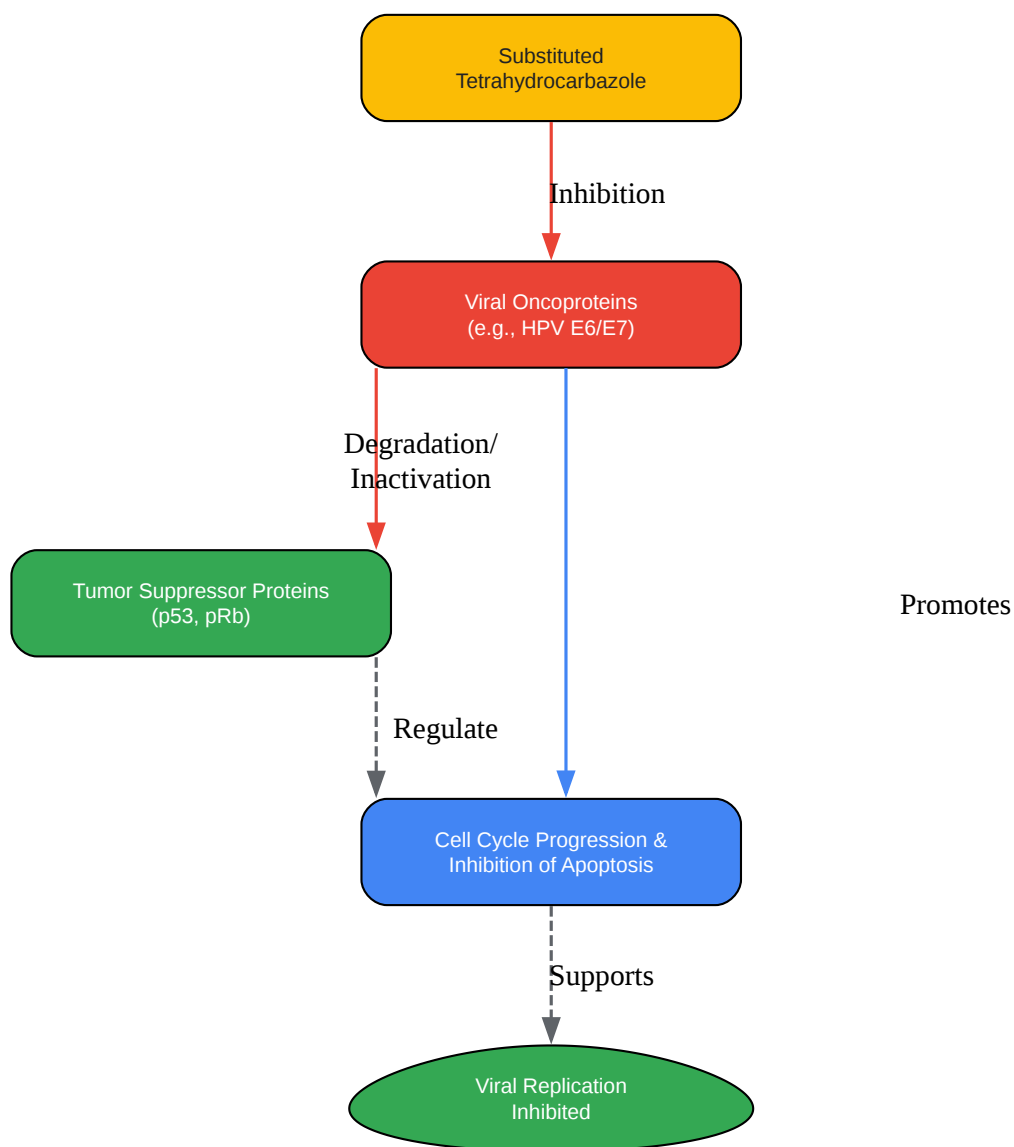 Substituted
Tetrahydrocarbazole
Inhibition
Viral Oncoproteins
(e.g., HPV E6/E7)
Degradation/
Inactivation
Tumor Suppressor Proteins
(p53, pRb)
Promotes
Regulate
Cell Cycle Progression &
Inhibition of Apoptosis
Supports
Viral Replication
Inhibited